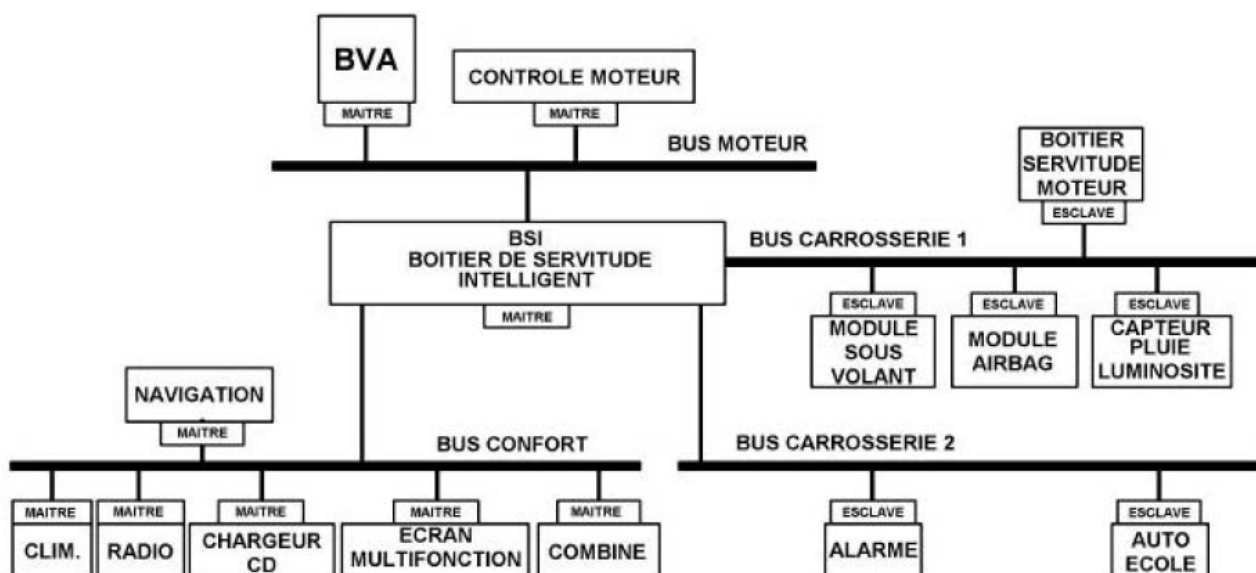 BVA
MAITRE
CONTROLE MOTEUR
MAITRE
BUS MOTEUR
BOITIER
SERVITUDE
MOTEUR
ESCLAVE
BSI
BOITIER DE SERVITUDE
INTELLIGENT
MAITRE
BUS CARROSSERIE 1
ESCLAVE
MODULE
SOUS
VOLANT
ESCLAVE
MODULE
AIRBAG
ESCLAVE
CAPTEUR
PLUIE
LUMINOSITE
NAVIGATION
MAITRE
BUS CONFORT
BUS CARROSSERIE 2
MAITRE
CLIM.
MAITRE
RADIO
MAITRE
CHARGEUR
CD
MAITRE
ECRAN
MULTIFONCTION
MAITRE
COMBINE
ESCLAVE
ALARME
ESCLAVE
AUTO
ECOLE